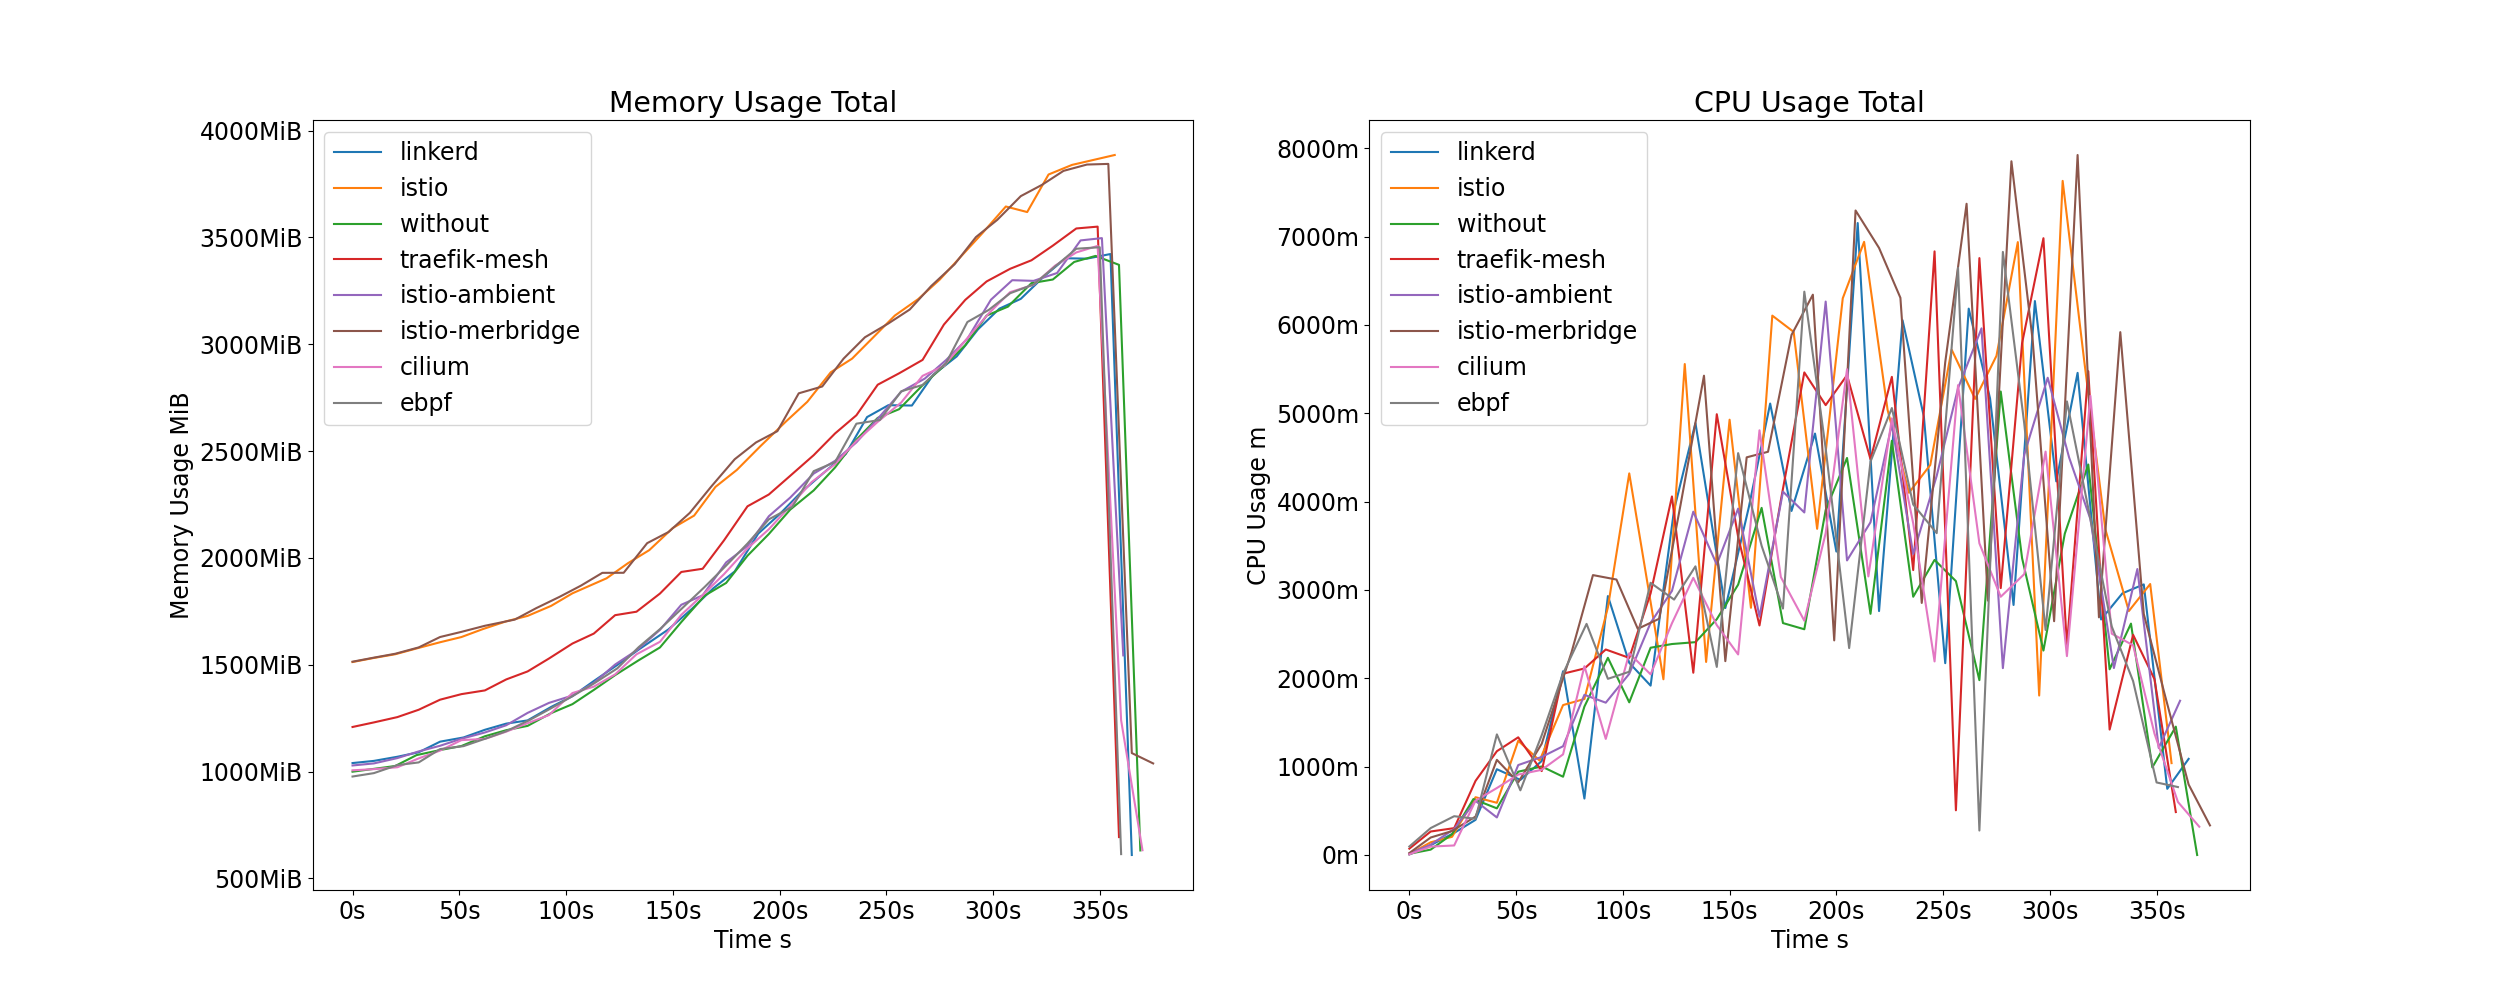 Memory Usage Total
4000MiB
3500MiB
3000MiB
2500MiB
2000MiB
1500MiB
1000MiB
500MiB
Memory Usage MiB
linkerd
istio
without
traefik-mesh
istio-ambient
istio-merbridge
cilium
ebpf
0s 50s 100s 150s 200s 250s 300s 350s
Time s
CPU Usage Total
8000m
7000m
6000m
5000m
4000m
3000m
2000m
1000m
0m
CPU Usage m
linkerd
istio
without
traefik-mesh
istio-ambient
istio-merbridge
cilium
ebpf
0s 50s 100s 150s 200s 250s 300s 350s
Time s